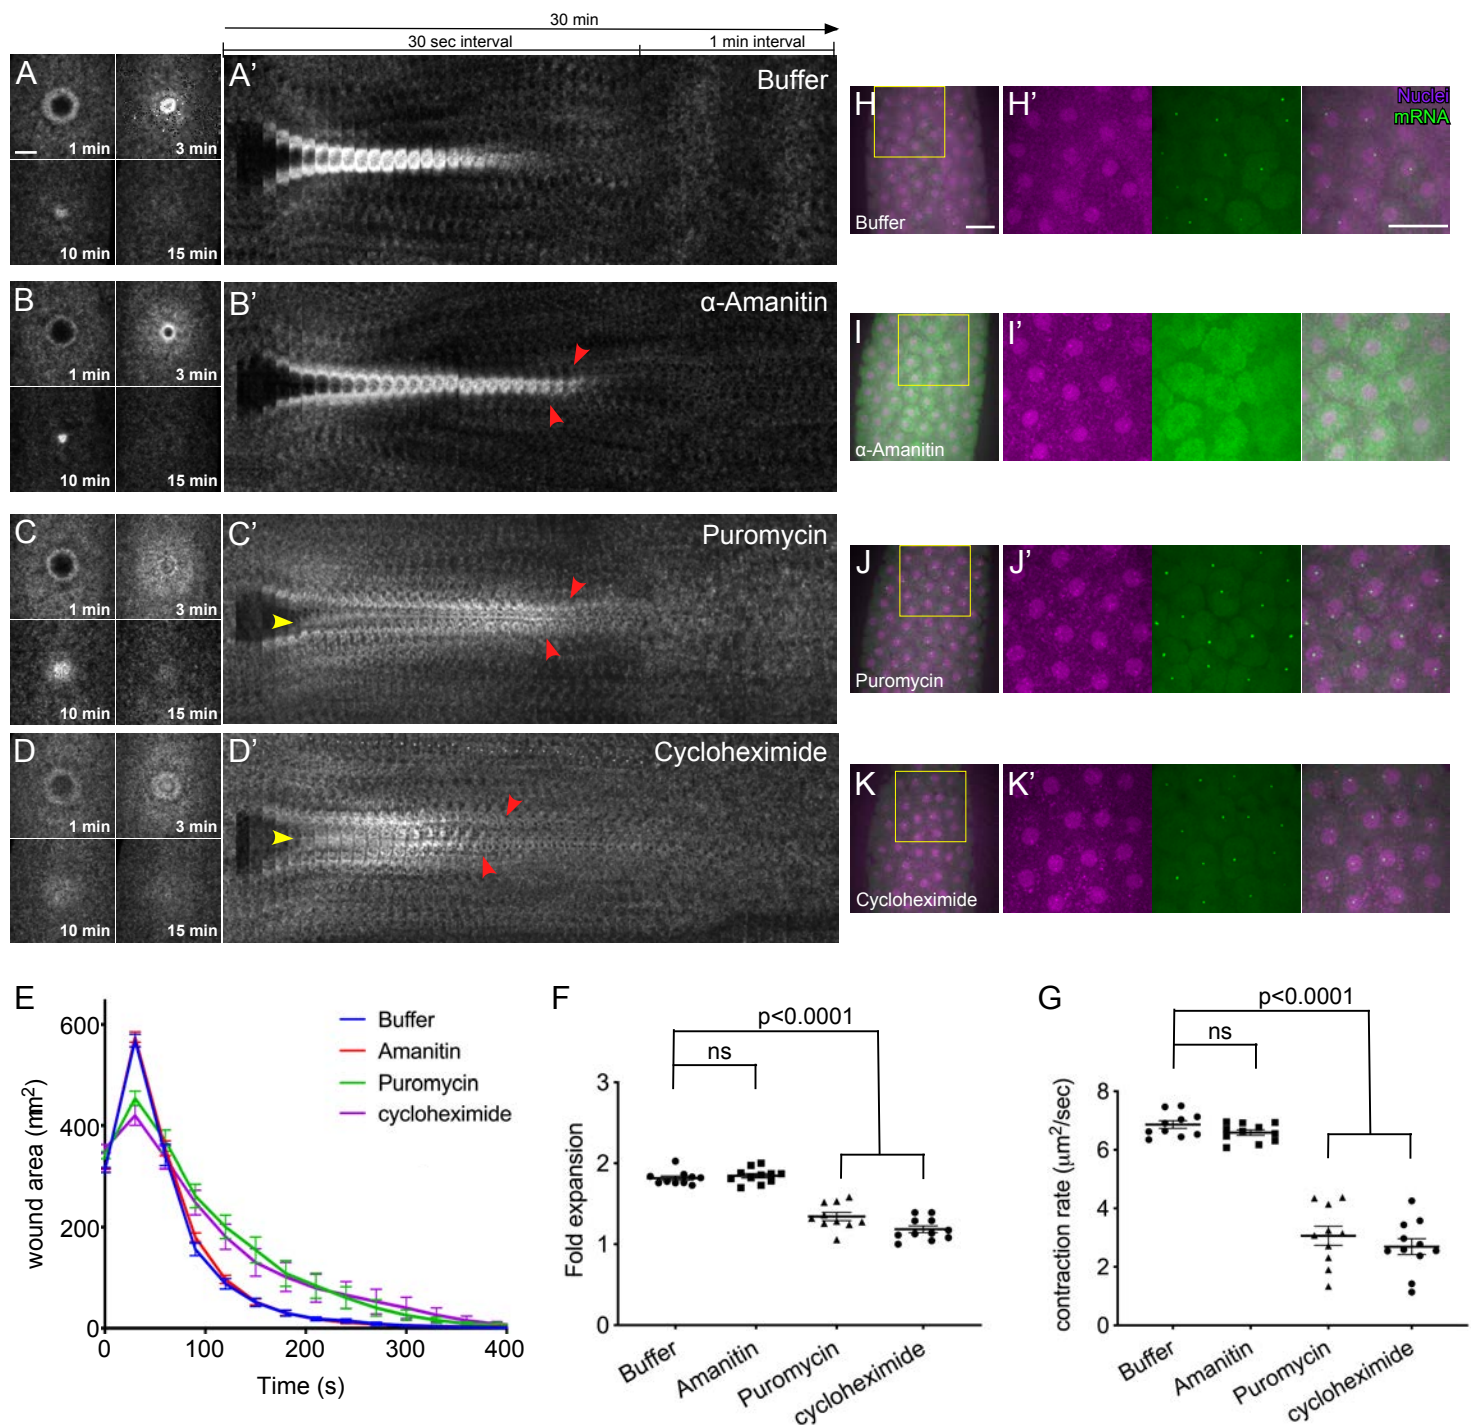 30 min
30 sec interval
1 min interval
A
1 min
3 min
10 min
15 min
A’
Buffer
B
1 min
3 min
10 min
15 min
B’
α-Amanitin
C
1 min
3 min
10 min
15 min
C’
Puromycin
D
1 min
3 min
10 min
15 min
D’
Cycloheximide
H
Buffer
H’
Nuclei
mRNA
I
α-Amanitin
I’
J
Puromycin
J’
K
Cycloheximide
K’
E
wound area (mm²)
600
400
200
0
0
100
200
300
400
Time (s)
Buffer
Amanitin
Puromycin
cycloheximide
F
p<0.0001
ns
Fold expansion
3
2
1
0
Buffer
Amanitin
Puromycin
cycloheximide
G
p<0.0001
ns
contraction rate (μm²/sec)
8
6
4
2
0
Buffer
Amanitin
Puromycin
cycloheximide